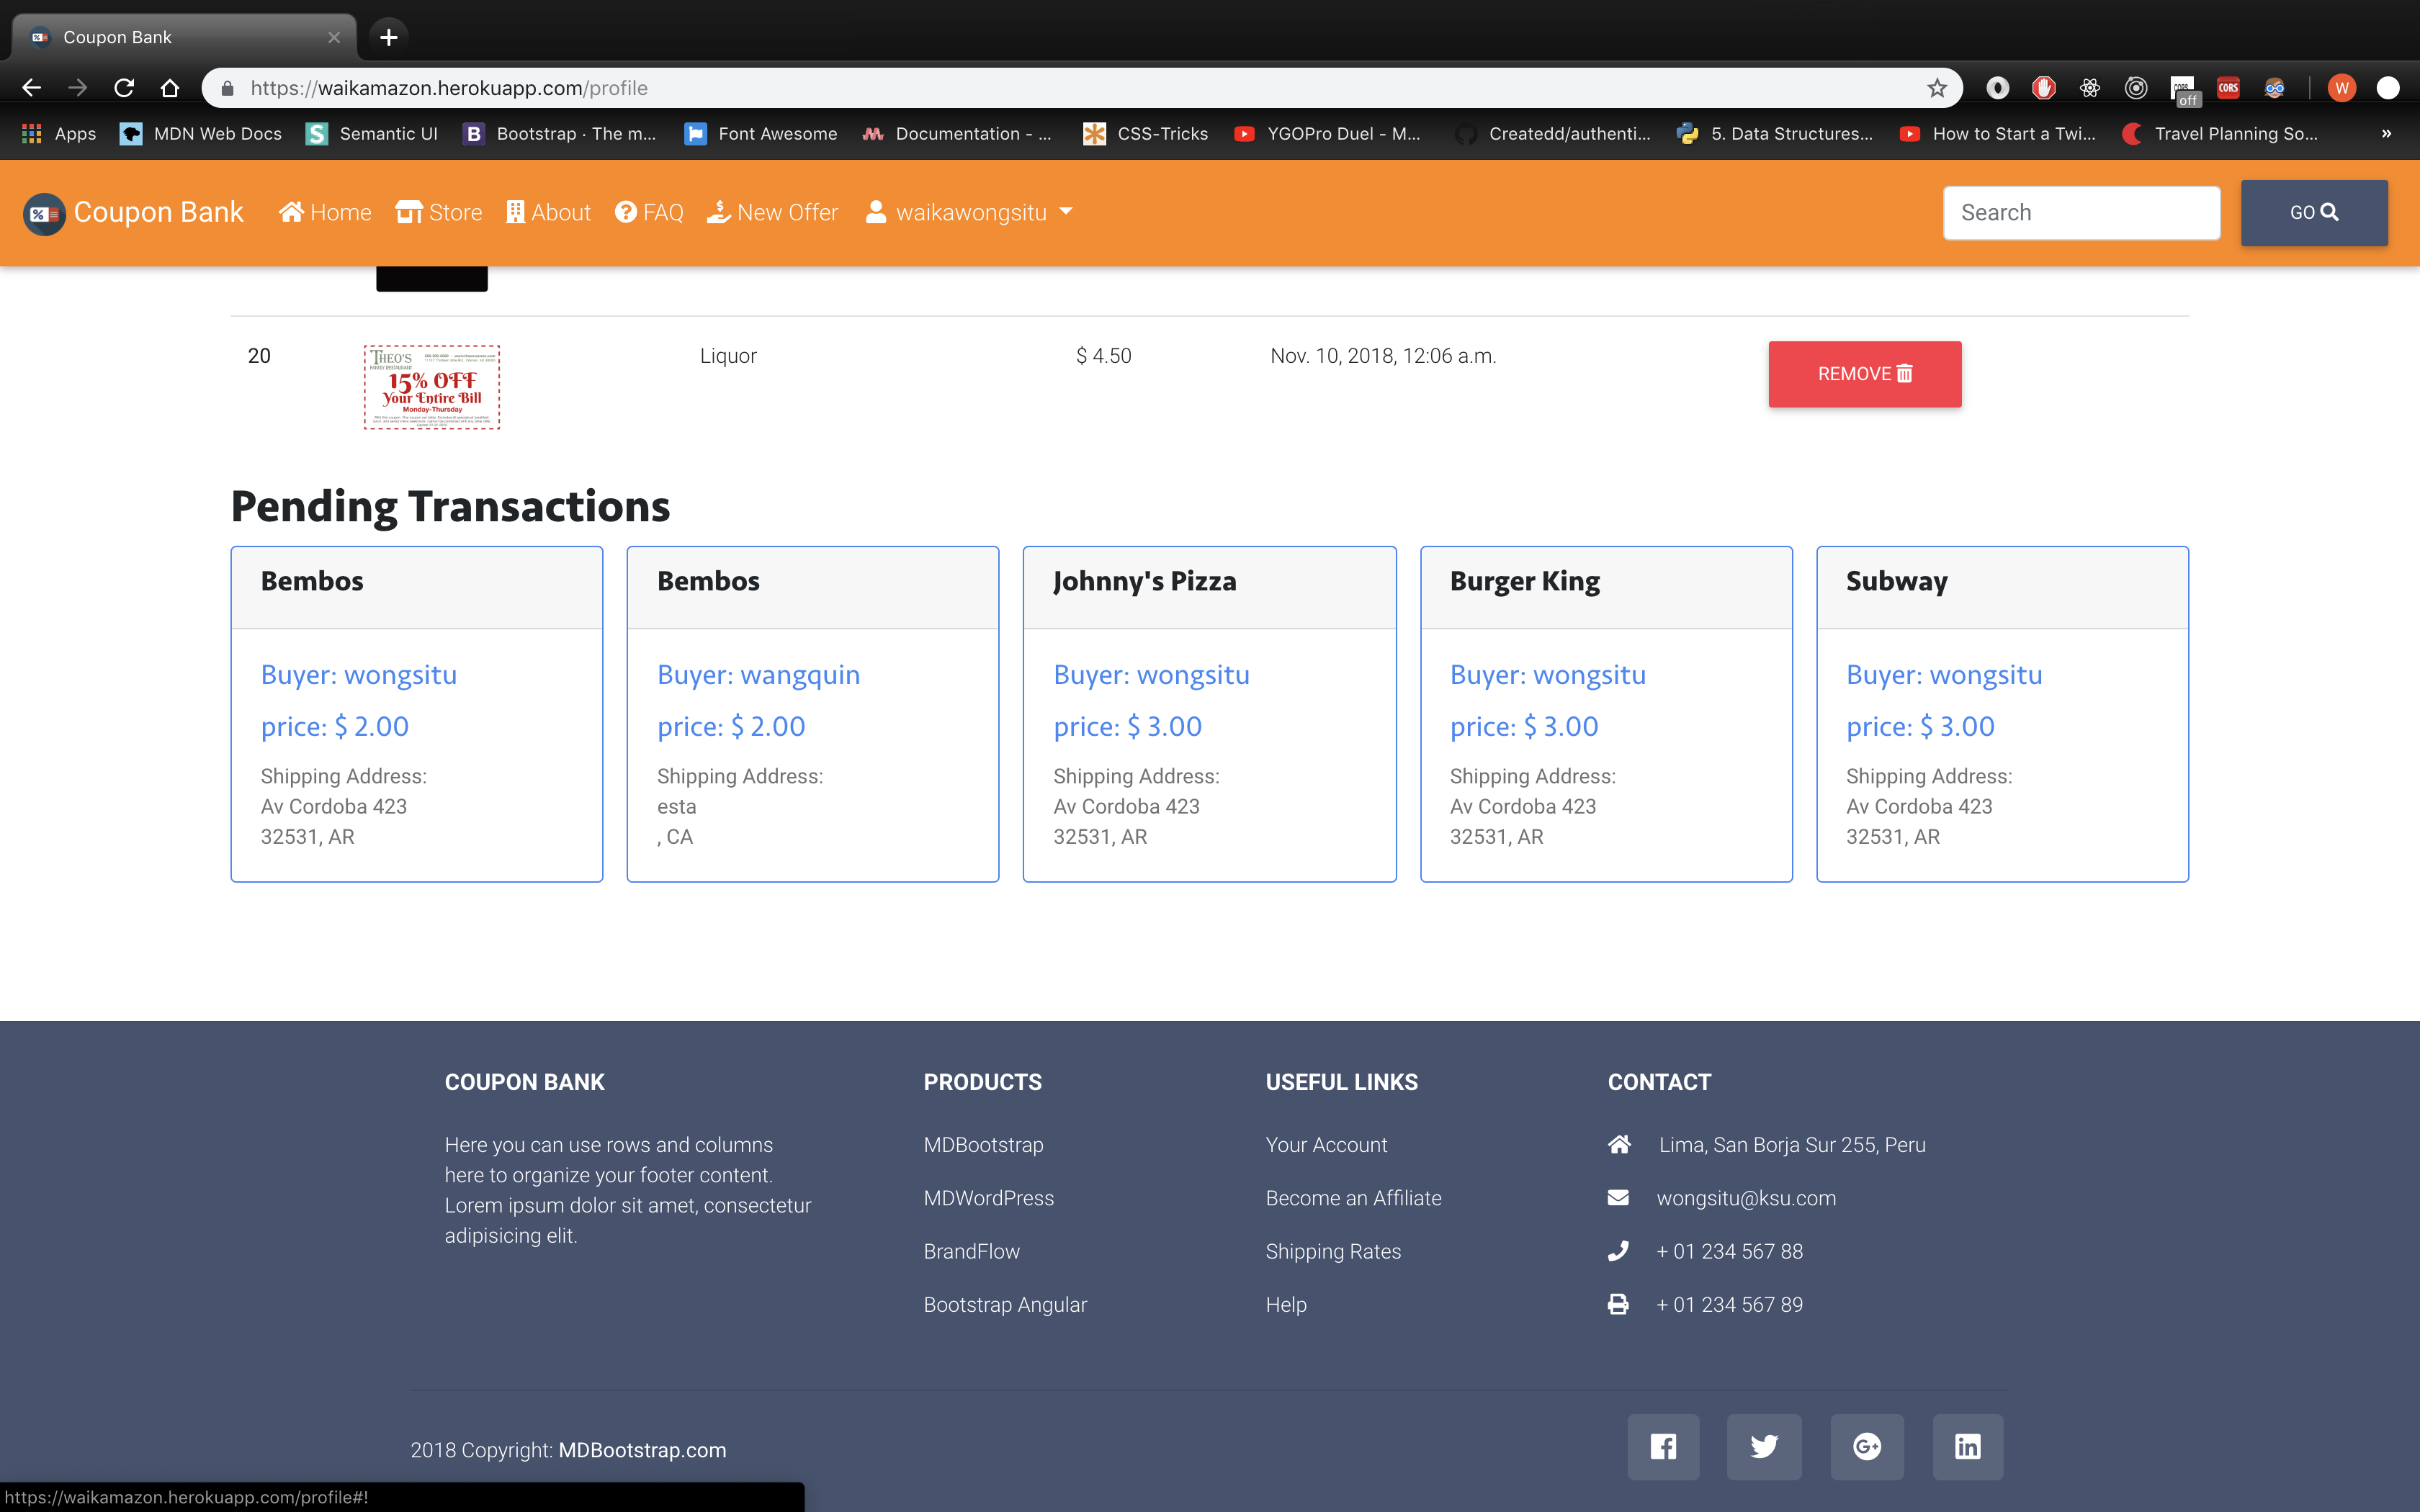 Coupon Bank
https://waikamazon.herokuapp.com/profile
off
CORS
W
Apps
MDN Web Docs
S
Semantic UI
B
Bootstrap · The m...
Font Awesome
Documentation - ...
CSS-Tricks
YGOPro Duel - M...
Createdd/authenti...
5. Data Structures...
How to Start a Twi...
Travel Planning So...
»
%
Coupon Bank
Home
Store
About
FAQ
New Offer
waikawongsitu
Search
GO
20
THEO'S
FAMILY RESTAURANT
15% OFF
Your Entire Bill
Monday-Thursday
Liquor
$ 4.50
Nov. 10, 2018, 12:06 a.m.
REMOVE
Pending Transactions
Bembos
Buyer: wongsitu
price: $ 2.00
Shipping Address:
Av Cordoba 423
32531, AR
Bembos
Buyer: wangquin
price: $ 2.00
Shipping Address:
esta
, CA
Johnny's Pizza
Buyer: wongsitu
price: $ 3.00
Shipping Address:
Av Cordoba 423
32531, AR
Burger King
Buyer: wongsitu
price: $ 3.00
Shipping Address:
Av Cordoba 423
32531, AR
Subway
Buyer: wongsitu
price: $ 3.00
Shipping Address:
Av Cordoba 423
32531, AR
COUPON BANK
Here you can use rows and columns
here to organize your footer content.
Lorem ipsum dolor sit amet, consectetur
adipisicing elit.
PRODUCTS
MDBootstrap
MDWordPress
BrandFlow
Bootstrap Angular
USEFUL LINKS
Your Account
Become an Affiliate
Shipping Rates
Help
CONTACT
Lima, San Borja Sur 255, Peru
wongsitu@ksu.com
+ 01 234 567 88
+ 01 234 567 89
2018 Copyright: MDBootstrap.com
G+
in
https://waikamazon.herokuapp.com/profile#!